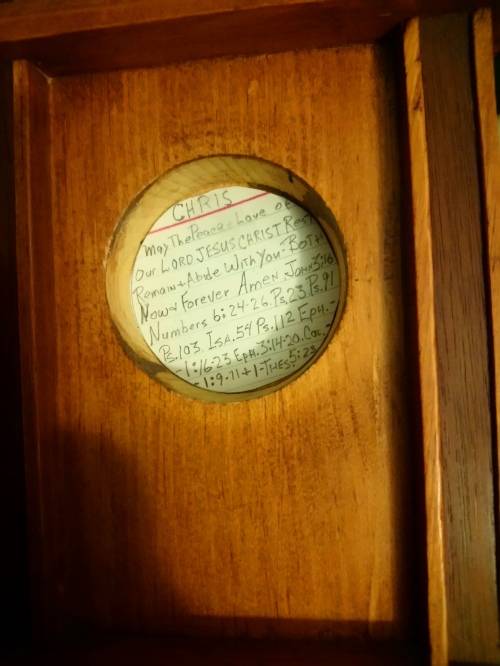 CHRIS
May The Peace + Love of
Our LORD JESUS CHRIST Rest
Remain + Abide With You-Both
Now + Forever Amen. John 3:16
Numbers 6:24-26. Ps.23 Ps.91
Ps.103 Isa.54 Ps.112 Eph.-
-1:16-23 Eph.3:14-20. Col.-
-1:9-11 + 1-Thes.5:23